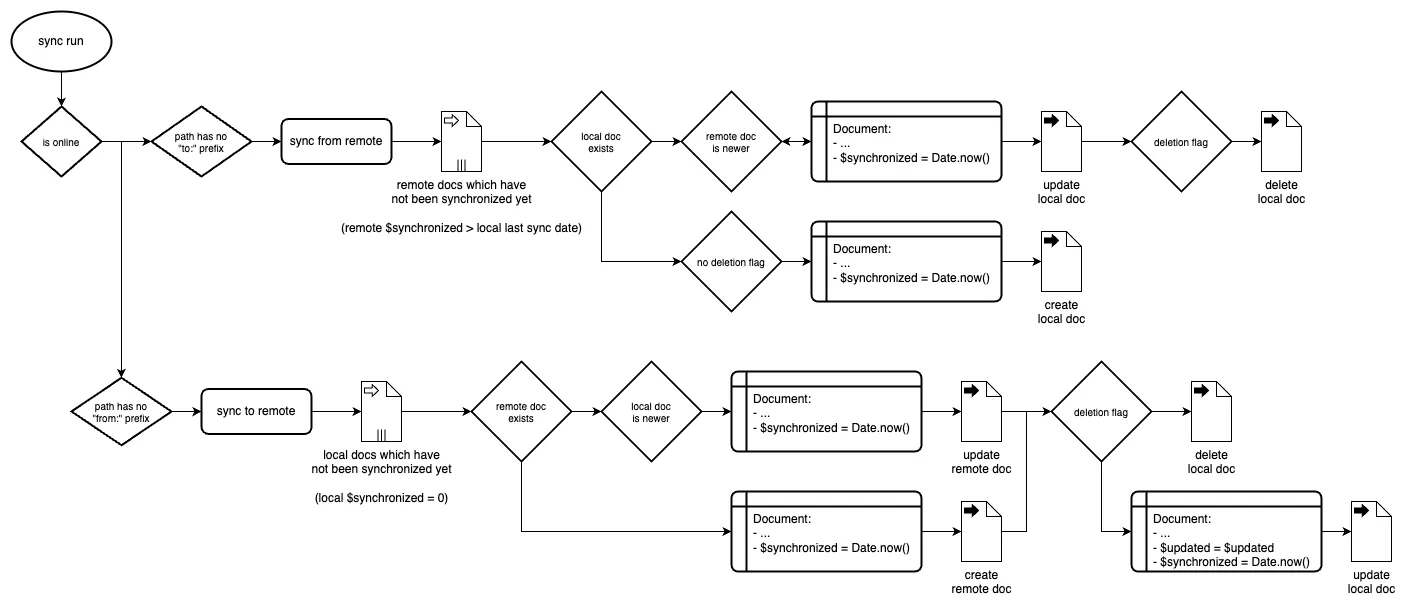 sync run
is online
path has no
"to:" prefix
sync from remote
remote docs which have
not been synchronized yet
(remote $synchronized > local last sync date)
local doc
exists
remote doc
is newer
Document:
- ...
- $synchronized = Date.now()
update
local doc
deletion flag
delete
local doc
no deletion flag
Document:
- ...
- $synchronized = Date.now()
create
local doc
path has no
"from:" prefix
sync to remote
local docs which have
not been synchronized yet
(local $synchronized = 0)
remote doc
exists
local doc
is newer
Document:
- ...
- $synchronized = Date.now()
update
remote doc
deletion flag
delete
local doc
Document:
- ...
- $synchronized = Date.now()
create
remote doc
Document:
- ...
- $updated = $updated
- $synchronized = Date.now()
update
local doc